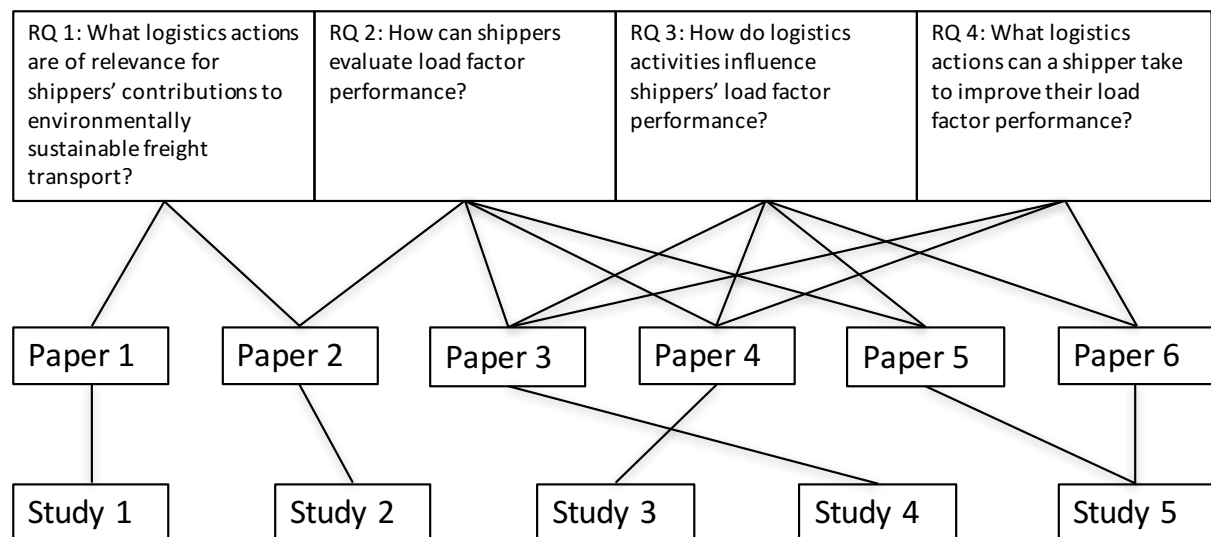 RQ 1: What logistics actions
are of relevance for
shippers’ contributions to
environmentally
sustainable freight
transport?
RQ 2: How can shippers
evaluate load factor
performance?
RQ 3: How do logistics
activities influence
shippers’ load factor
performance?
RQ 4: What logistics
actions can a shipper take
to improve their load
factor performance?
Paper 1
Paper 2
Paper 3
Paper 4
Paper 5
Paper 6
Study 1
Study 2
Study 3
Study 4
Study 5